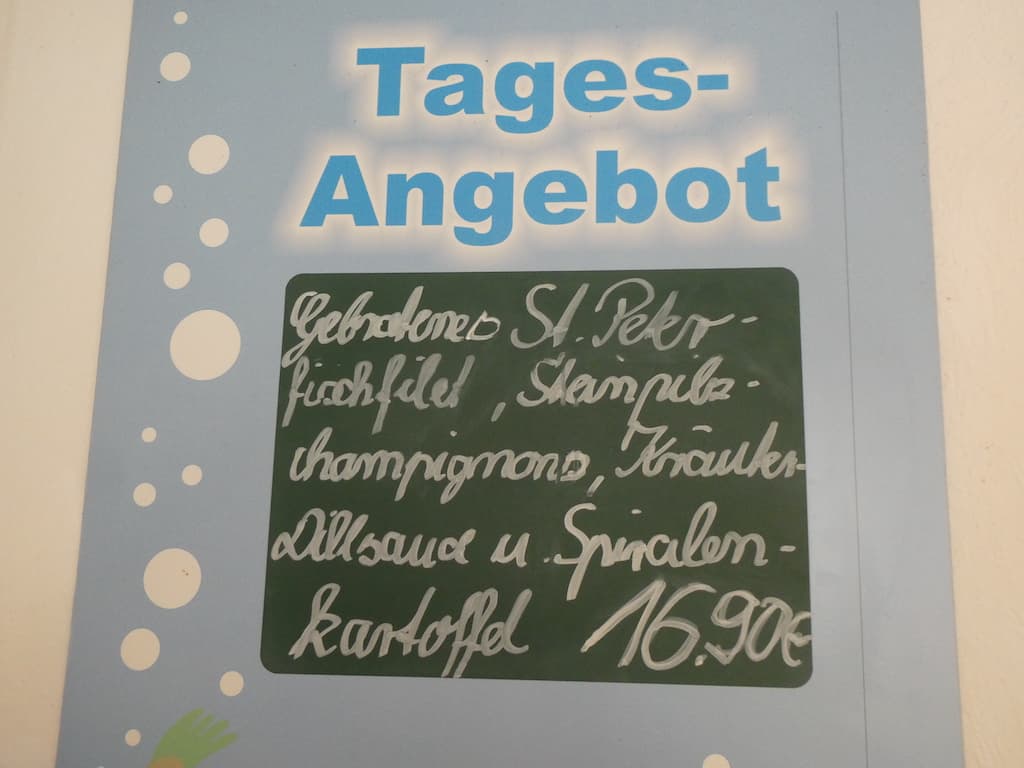 Tages-
Angebot
Gebratenes St. Peter-
fischfilet, Steinpilz-
champignons, Kräuter-
Dillsauce u. Spiralen-
kartoffel 16.90€